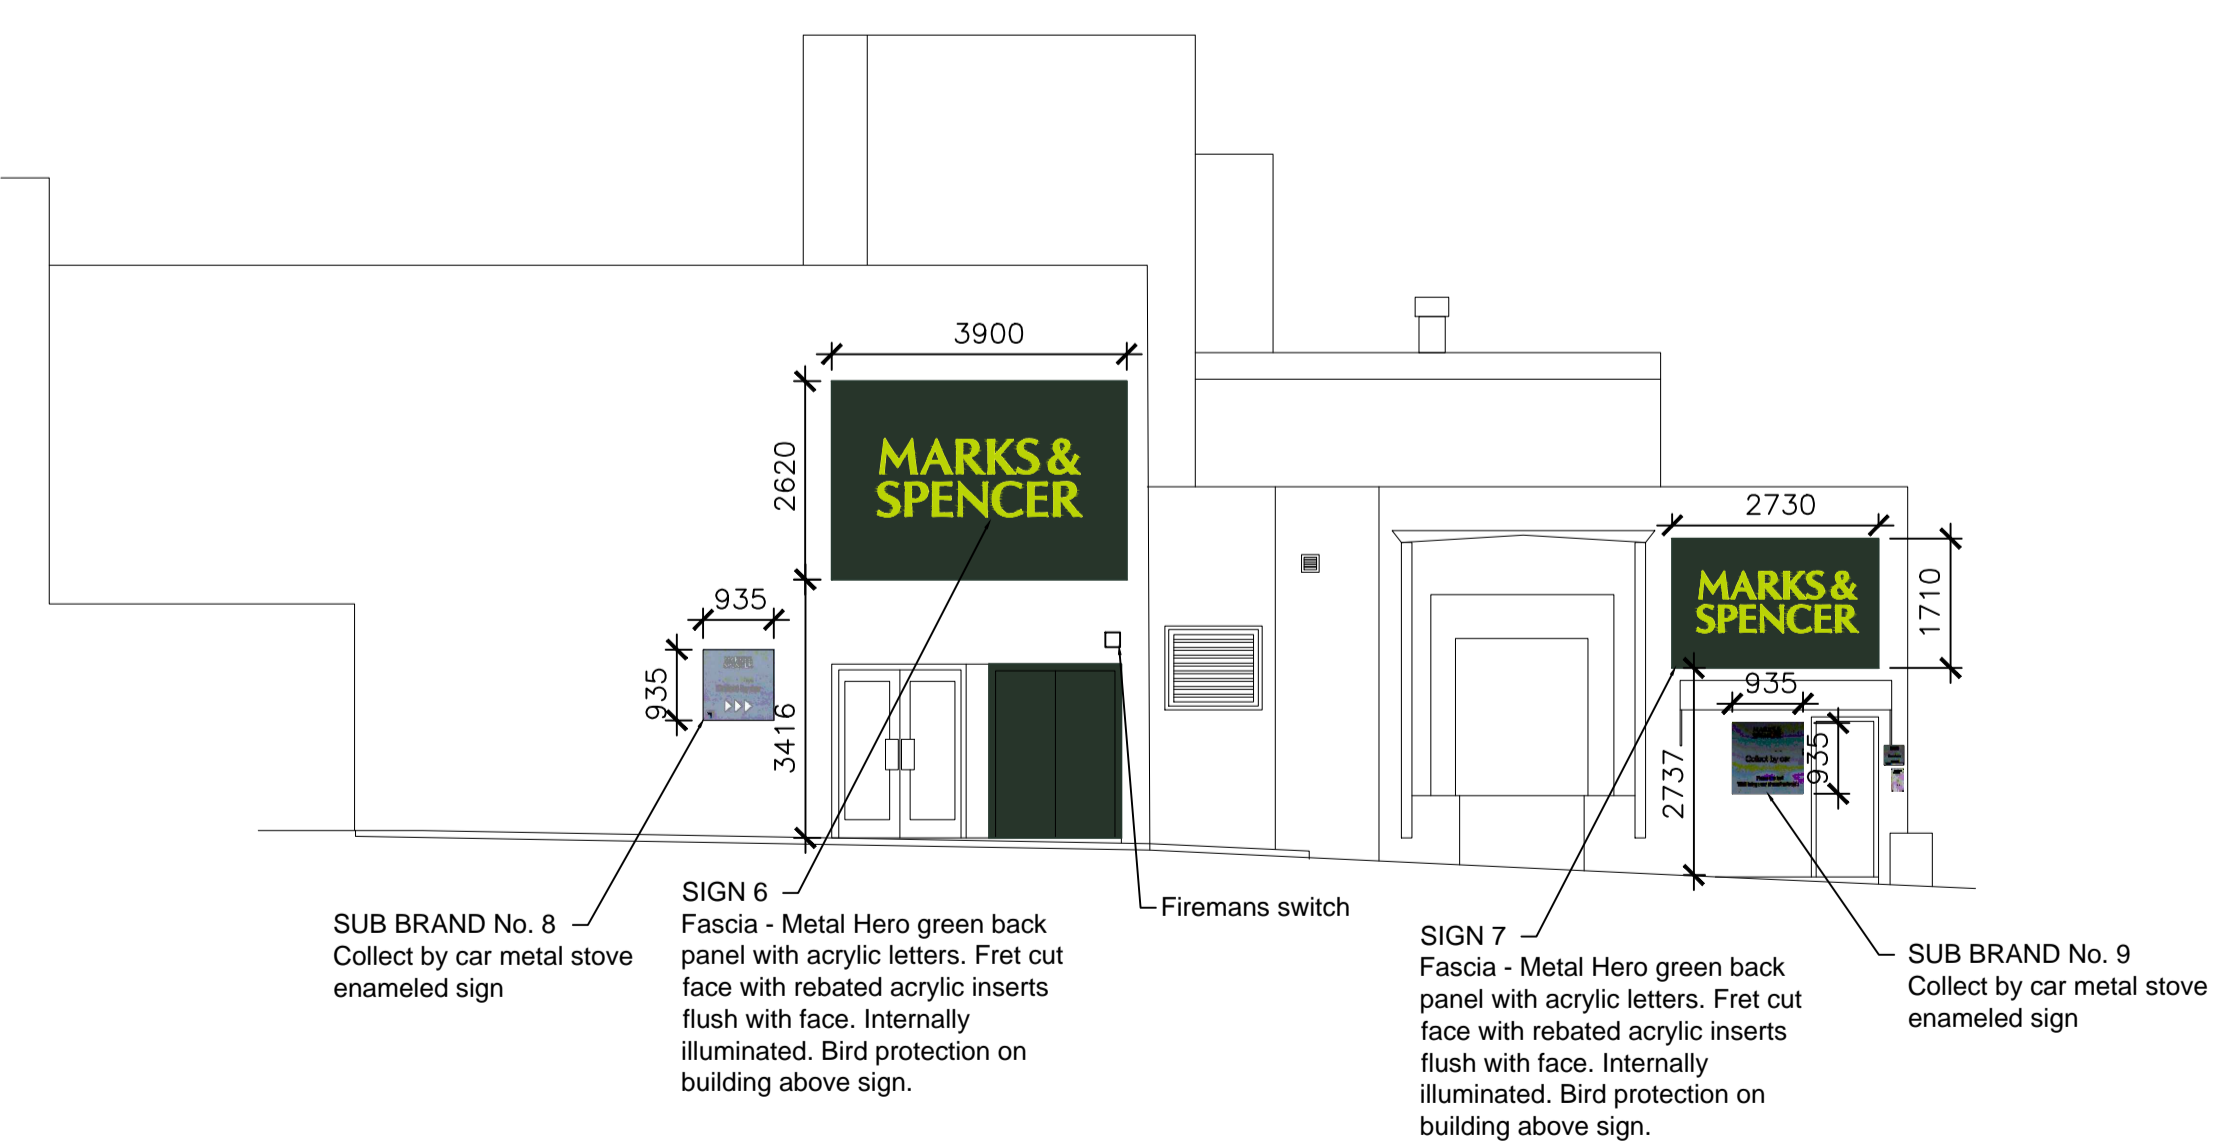 3900
2620
MARKS &
SPENCER
2730
1710
MARKS &
SPENCER
935
935
3416
935
935
2737
Collect by car
SIGN 6
Fascia - Metal Hero green back
panel with acrylic letters. Fret cut
face with rebated acrylic inserts
flush with face. Internally
illuminated. Bird protection on
building above sign.
Firemans switch
SUB BRAND No. 8
Collect by car metal stove
enameled sign
SIGN 7
Fascia - Metal Hero green back
panel with acrylic letters. Fret cut
face with rebated acrylic inserts
flush with face. Internally
illuminated. Bird protection on
building above sign.
SUB BRAND No. 9
Collect by car metal stove
enameled sign